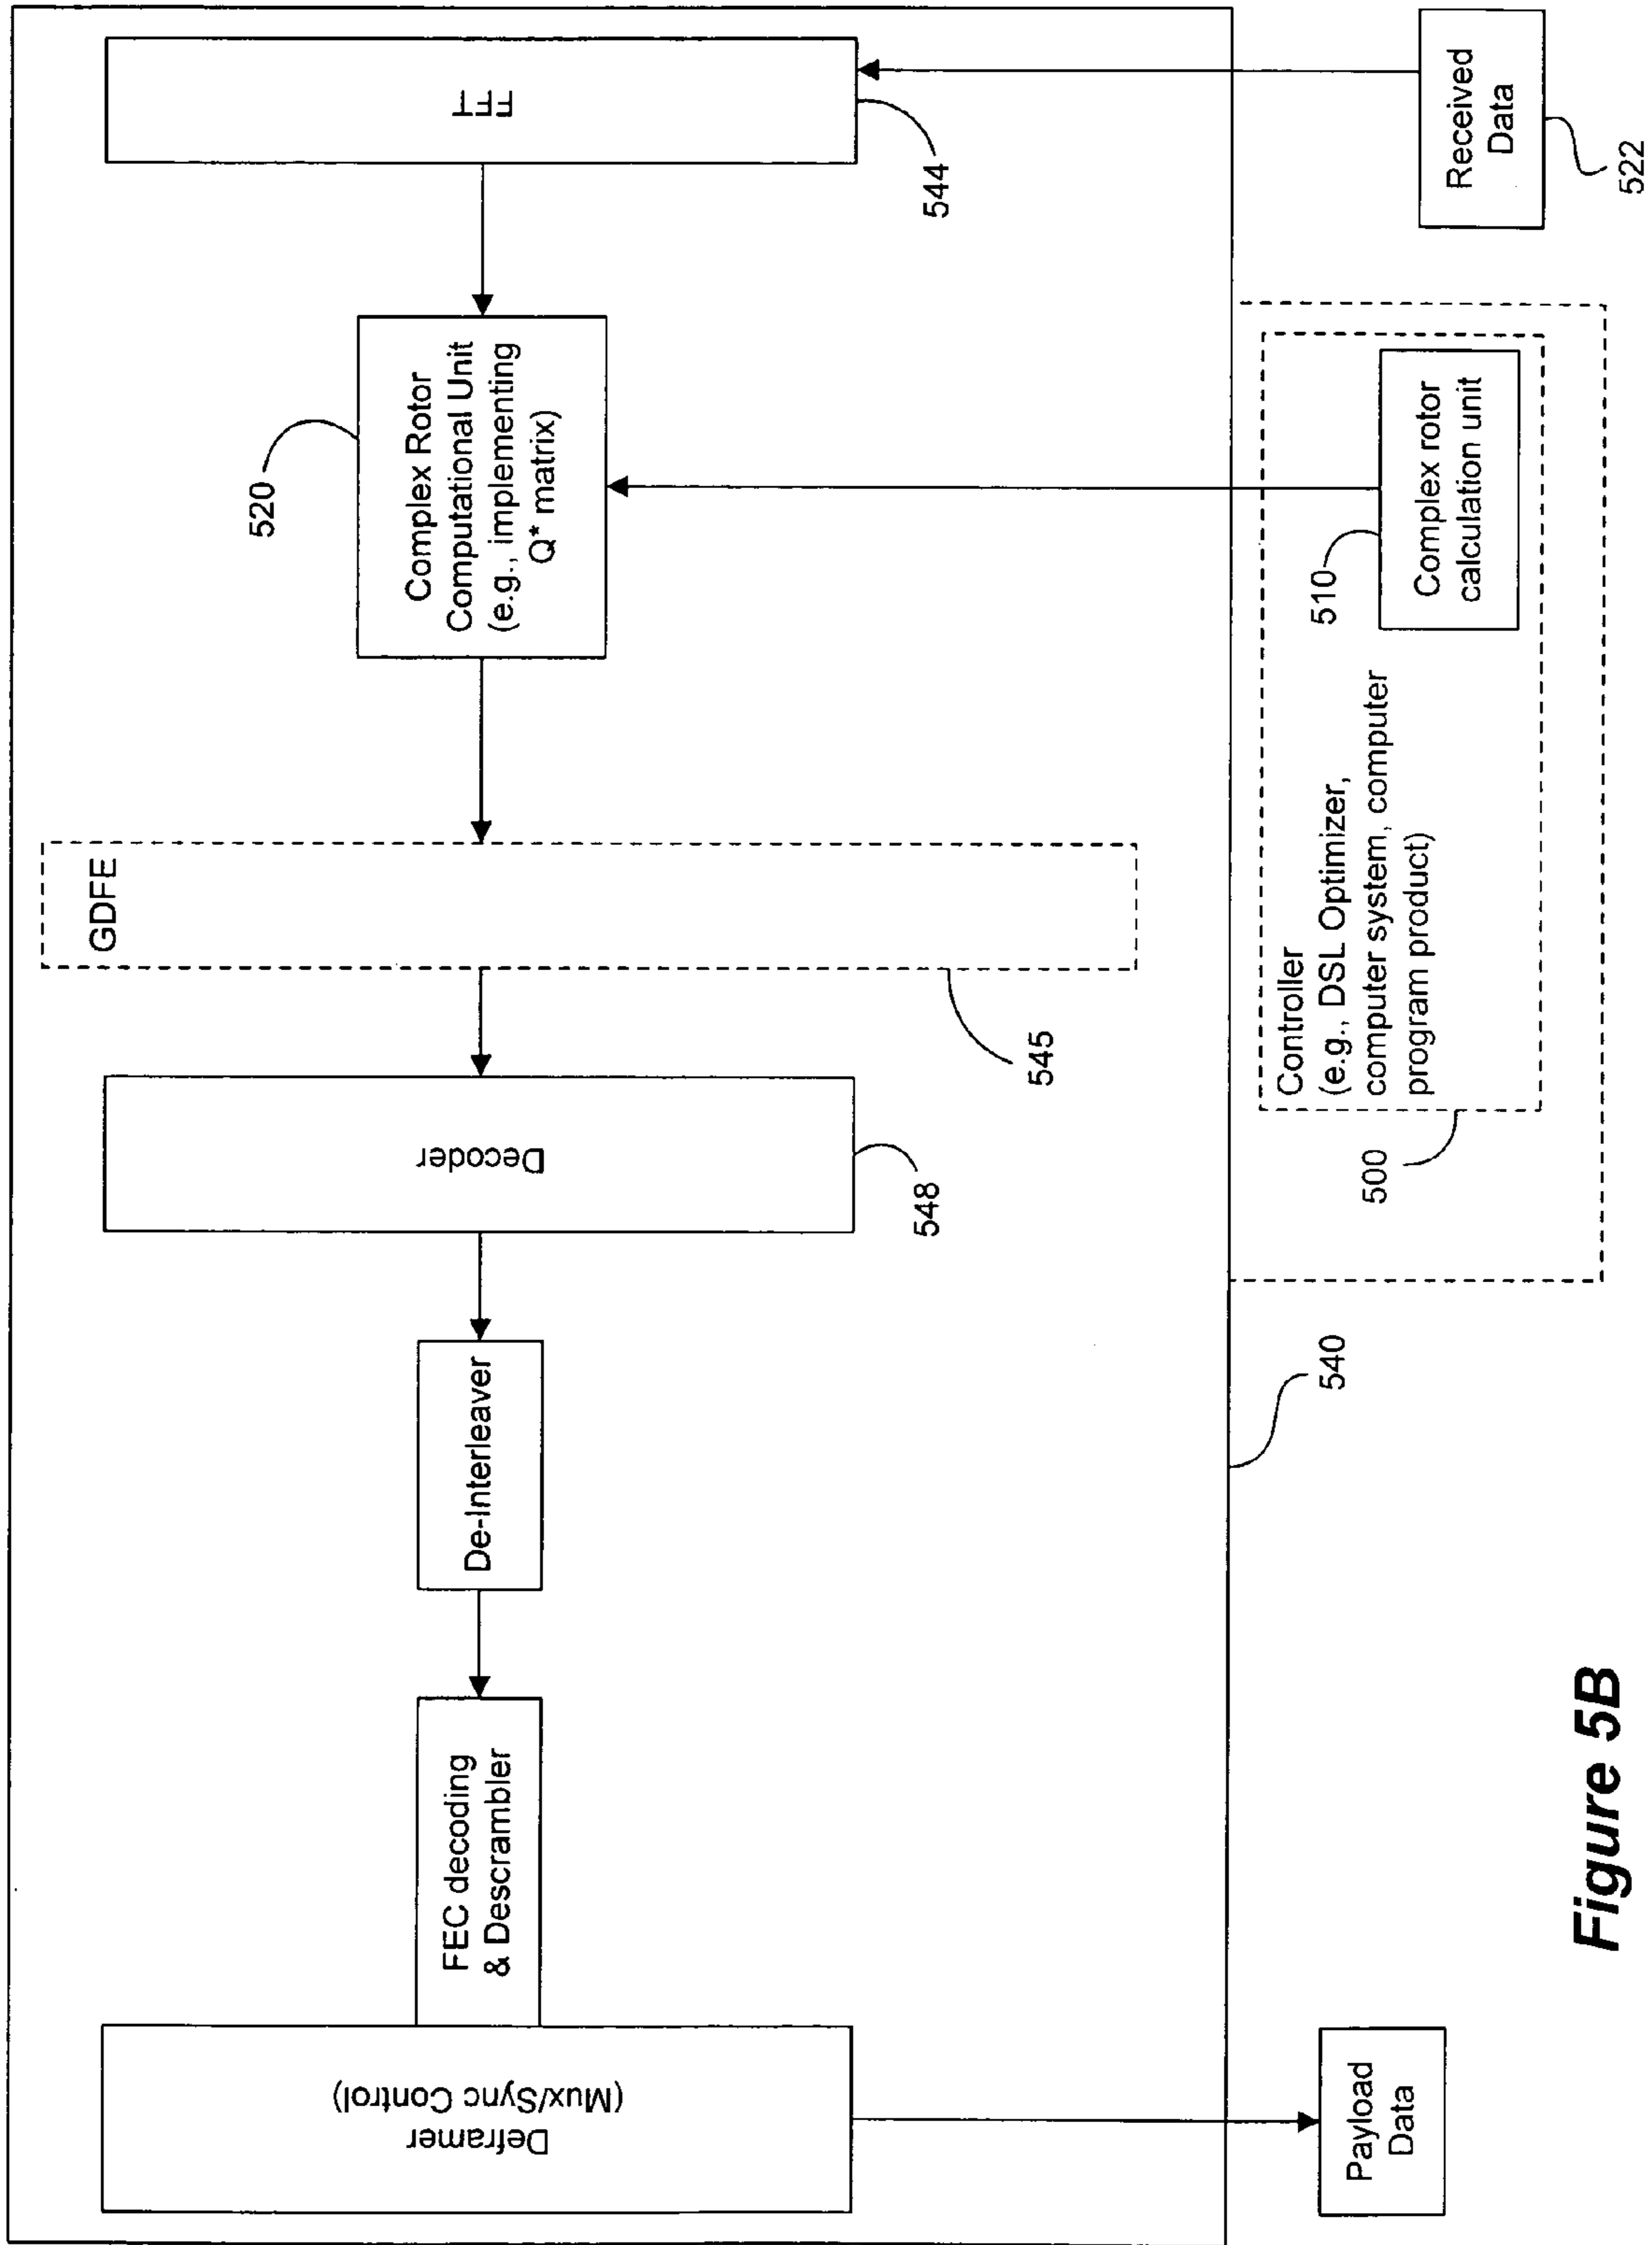 Deframer
(Mux/Sync Control)
FEC decoding
& Descrambler
De-Interleaver
Decoder
548
GDFE
545
520
Complex Rotor
Computational Unit
(e.g., implementing
Q* matrix)
FFT
544
Payload
Data
540
500
Controller
(e.g., DSL Optimizer,
computer system, computer
program product)
510
Complex rotor
calculation unit
Received
Data
522
Figure 5B